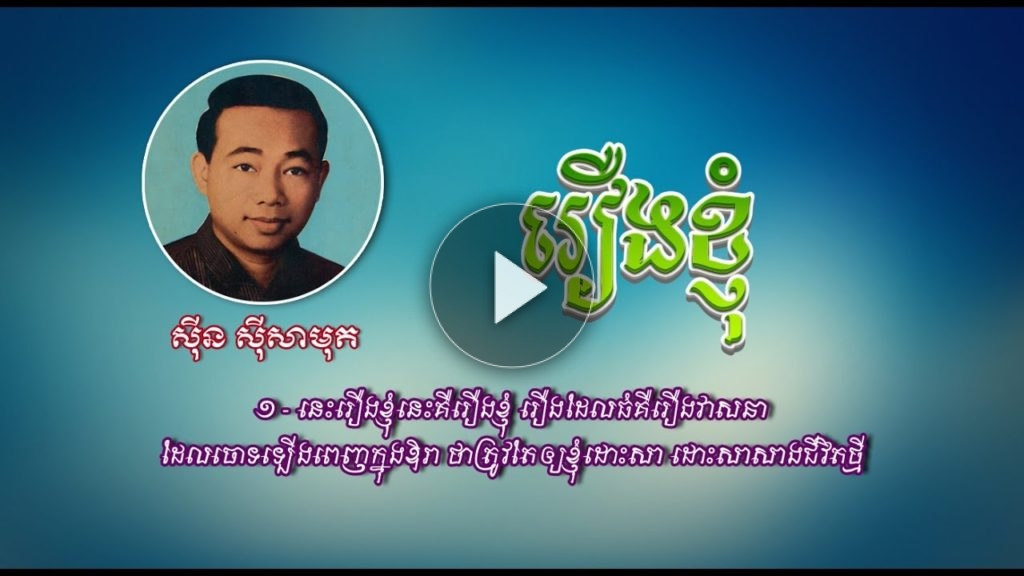 រឿងខ្ញុំ
ស៊ីន ស៊ីសាមុត
១ - នេះរឿងខ្ញុំនេះគឺរឿងខ្ញុំ រឿងដែលធំគឺរឿងវាសនា
ដែលចោទឡើងពេញក្នុងឱរា ថាត្រូវតែឲ្យខ្ញុំដោះសា ដោះសាសាងជីវិតថ្មី